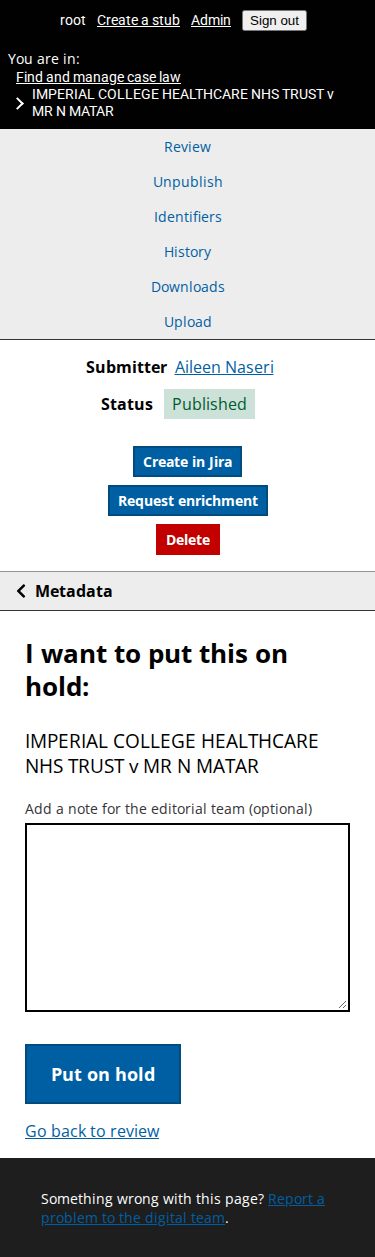 root Create a stub Admin Sign out
You are in:
Find and manage case law
IMPERIAL COLLEGE HEALTHCARE NHS TRUST v
MR N MATAR
Review
Unpublish
Identifiers
History
Downloads
Upload
Submitter Aileen Naseri
Status Published
Create in Jira
Request enrichment
Delete
Metadata
I want to put this on
hold:
IMPERIAL COLLEGE HEALTHCARE
NHS TRUST v MR N MATAR
Add a note for the editorial team (optional)
Put on hold
Go back to review
Something wrong with this page? Report a
problem to the digital team.